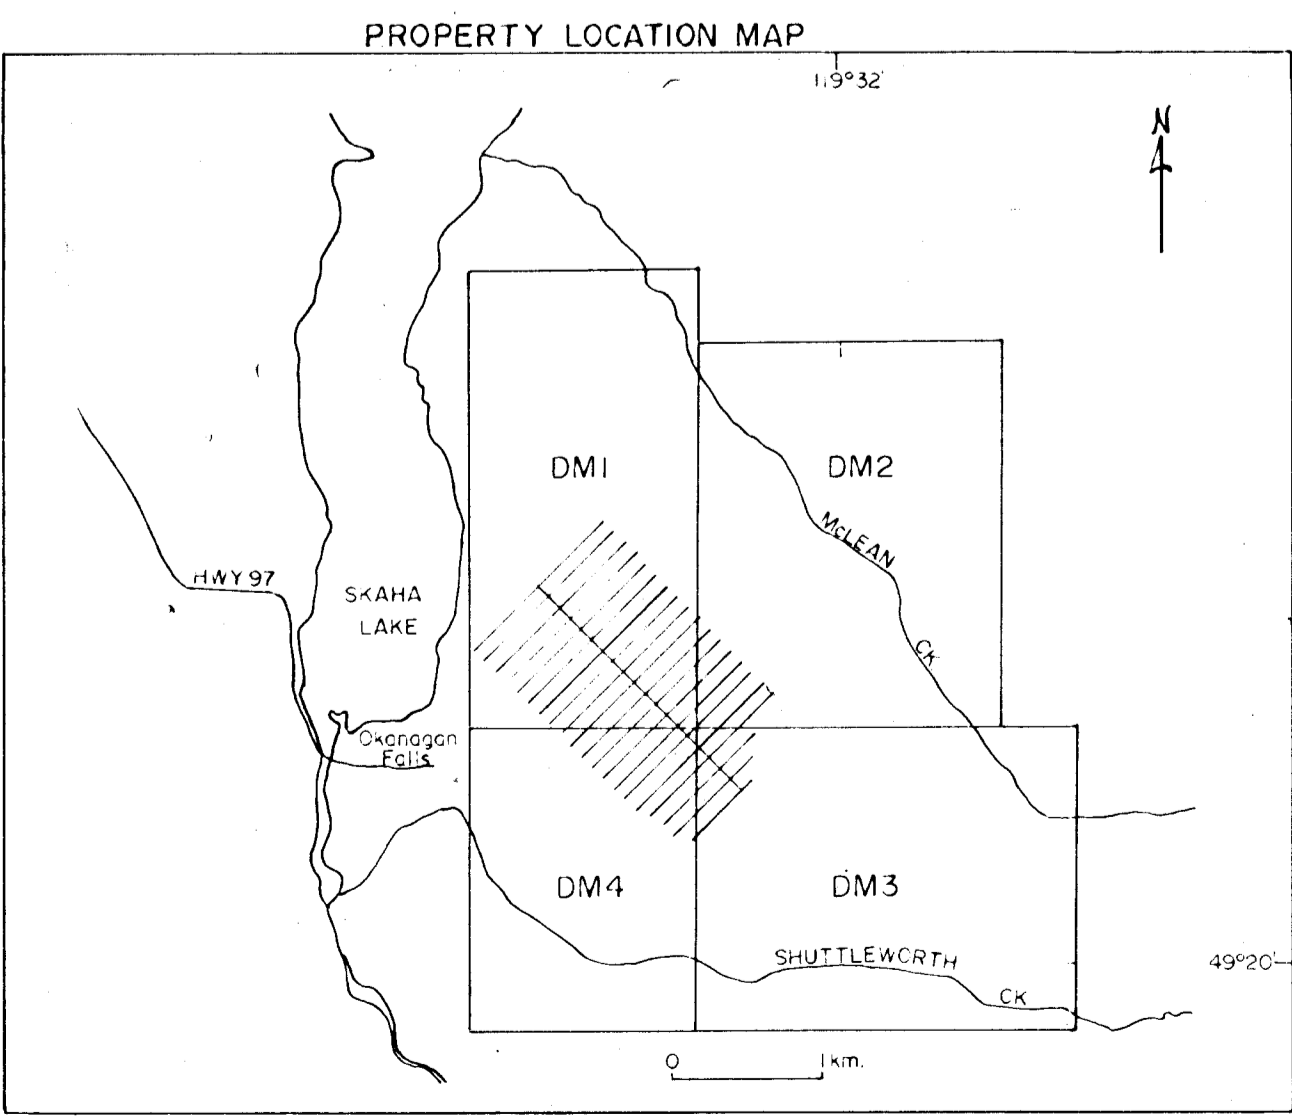 PROPERTY LOCATION MAP
119°32'
N
DM1
DM2
McLEAN
HWY 97
SKAHA
LAKE
CK
Okanagan
Falls
DM4
DM3
SHUTTLEWORTH
49°20'
CK
0 1 km.